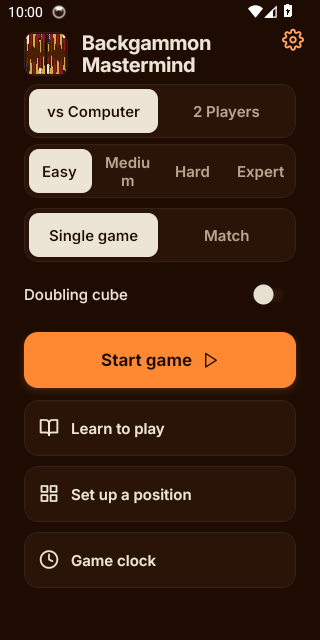 10:00
Backgammon
Mastermind
vs Computer 2 Players
Easy Mediu
m Hard Expert
Single game Match
Doubling cube
Start game
Learn to play
Set up a position
Game clock